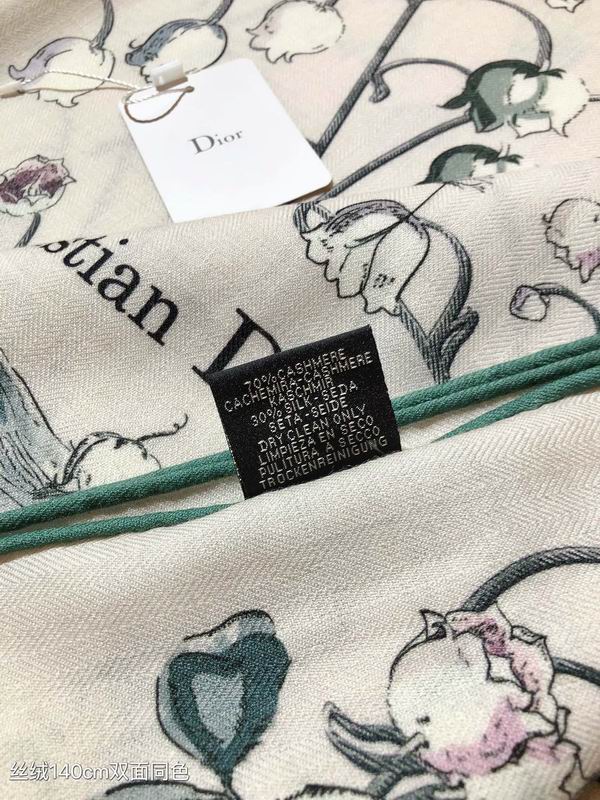 Dior
stian D
70%CASHMERE
CACHEMIRA-CASHMERE
KASCHMIR
30%SILK-SEDA
SETA-SEIDE
DRY CLEAN ONLY
LIMPIEZA EN SECO
PULITURA A SECCO
TROCKENREINIGUNG
丝绒140cm双面同色